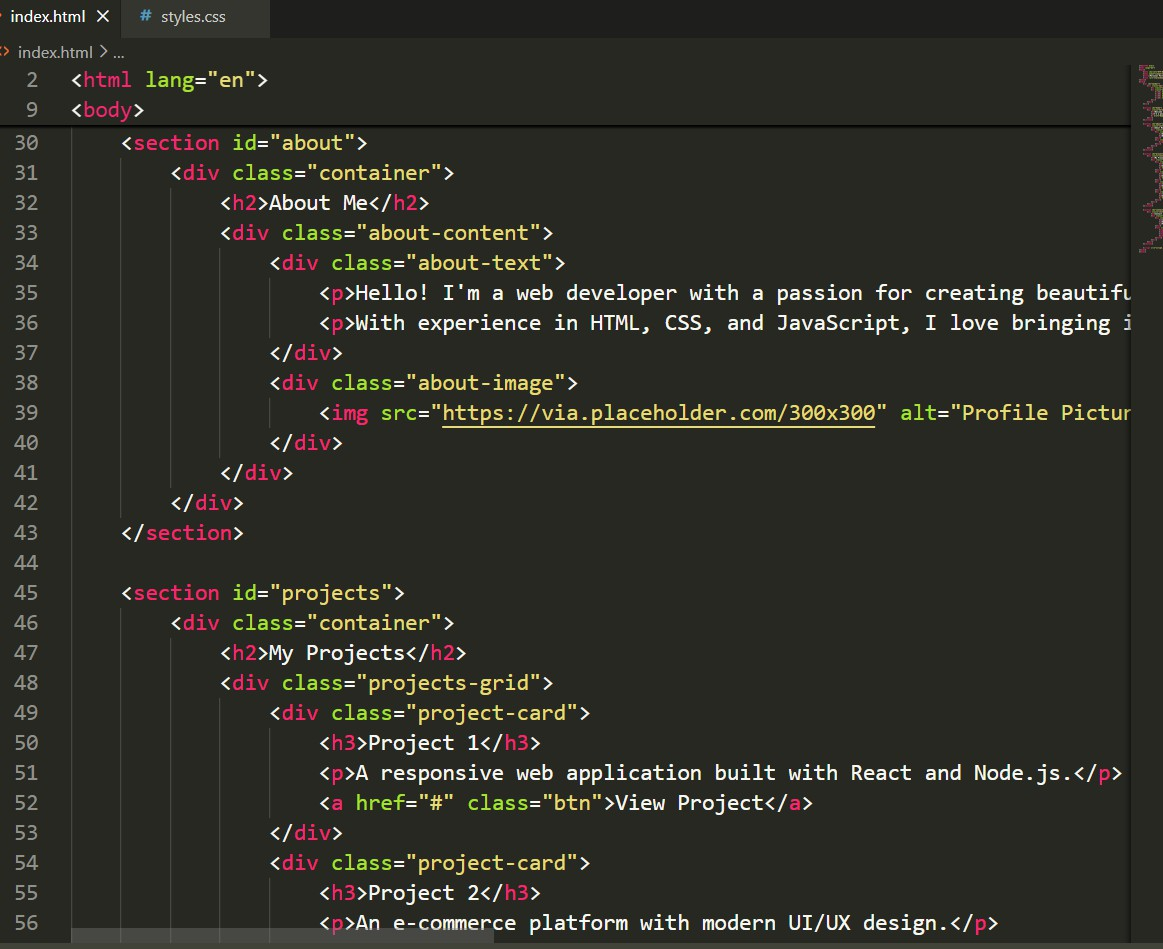 index.html
# styles.css
index.html > ...
2 <html lang="en">
9 <body>
30 <section id="about">
31 <div class="container">
32 <h2>About Me</h2>
33 <div class="about-content">
34 <div class="about-text">
35 <p>Hello! I'm a web developer with a passion for creating
36 <p>With experience in HTML, CSS, and JavaScript, I love bringing
37 </div>
38 <div class="about-image">
39 <img src="https://via.placeholder.com/300x300" alt="Profile
40 </div>
41 </div>
42 </div>
43 </section>
44
45 <section id="projects">
46 <div class="container">
47 <h2>My Projects</h2>
48 <div class="projects-grid">
49 <div class="project-card">
50 <h3>Project 1</h3>
51 <p>A responsive web application built with React and Node.js.</p>
52 <a href="#" class="btn">View Project</a>
53 </div>
54 <div class="project-card">
55 <h3>Project 2</h3>
56 <p>An e-commerce platform with modern UI/UX design.</p>